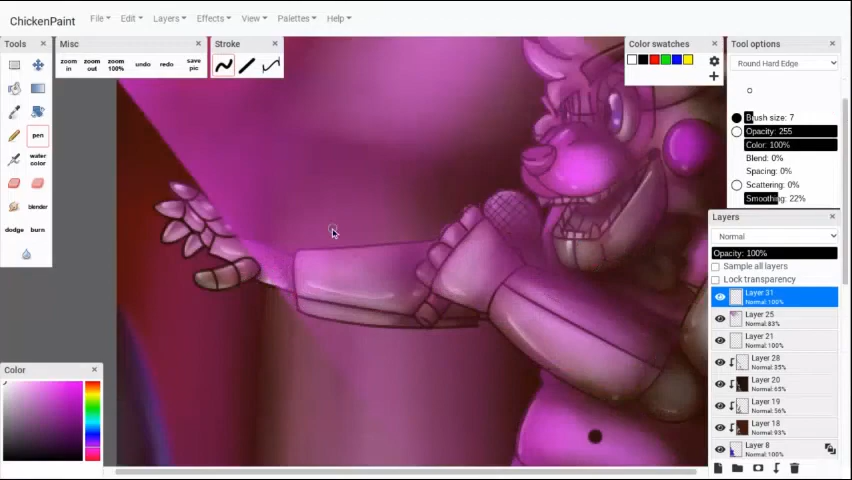 ChickenPaint
File
Edit
Layers
Effects
View
Palettes
Help
Tools
Misc
zoom in
zoom out
zoom 100%
undo
redo
save pic
Stroke
pen
water color
blender
dodge
burn
Color
Color swatches
Tool options
Round Hard Edge
Brush size: 7
Opacity: 255
Color: 100%
Blend: 0%
Spacing: 0%
Scattering: 0%
Smoothing: 22%
Layers
Normal
Opacity: 100%
Sample all layers
Lock transparency
Layer 31
Normal:100%
Layer 25
Normal:83%
Layer 21
Normal:100%
Layer 28
Normal:35%
Layer 20
Normal:65%
Layer 19
Normal:56%
Layer 18
Normal:93%
Layer 8
Normal:100%